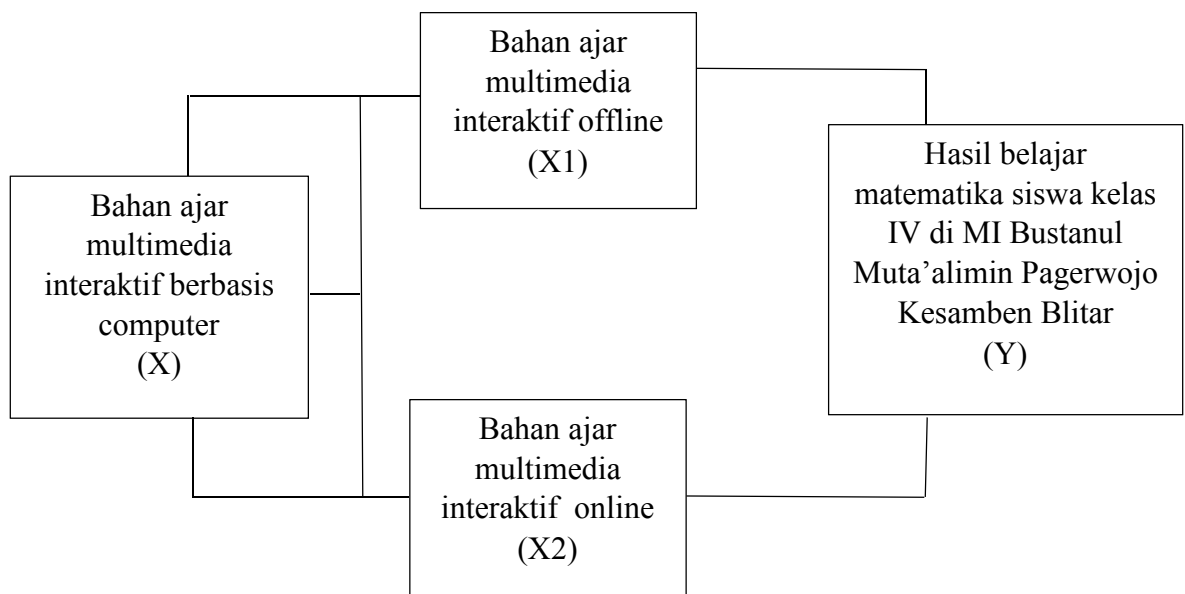 Bahan ajar
multimedia
interaktif berbasis
computer
(X)
Bahan ajar
multimedia
interaktif offline
(X1)
Bahan ajar
multimedia
interaktif  online
(X2)
Hasil belajar
matematika siswa kelas
IV di MI Bustanul
Muta’alimin Pagerwojo
Kesamben Blitar
(Y)